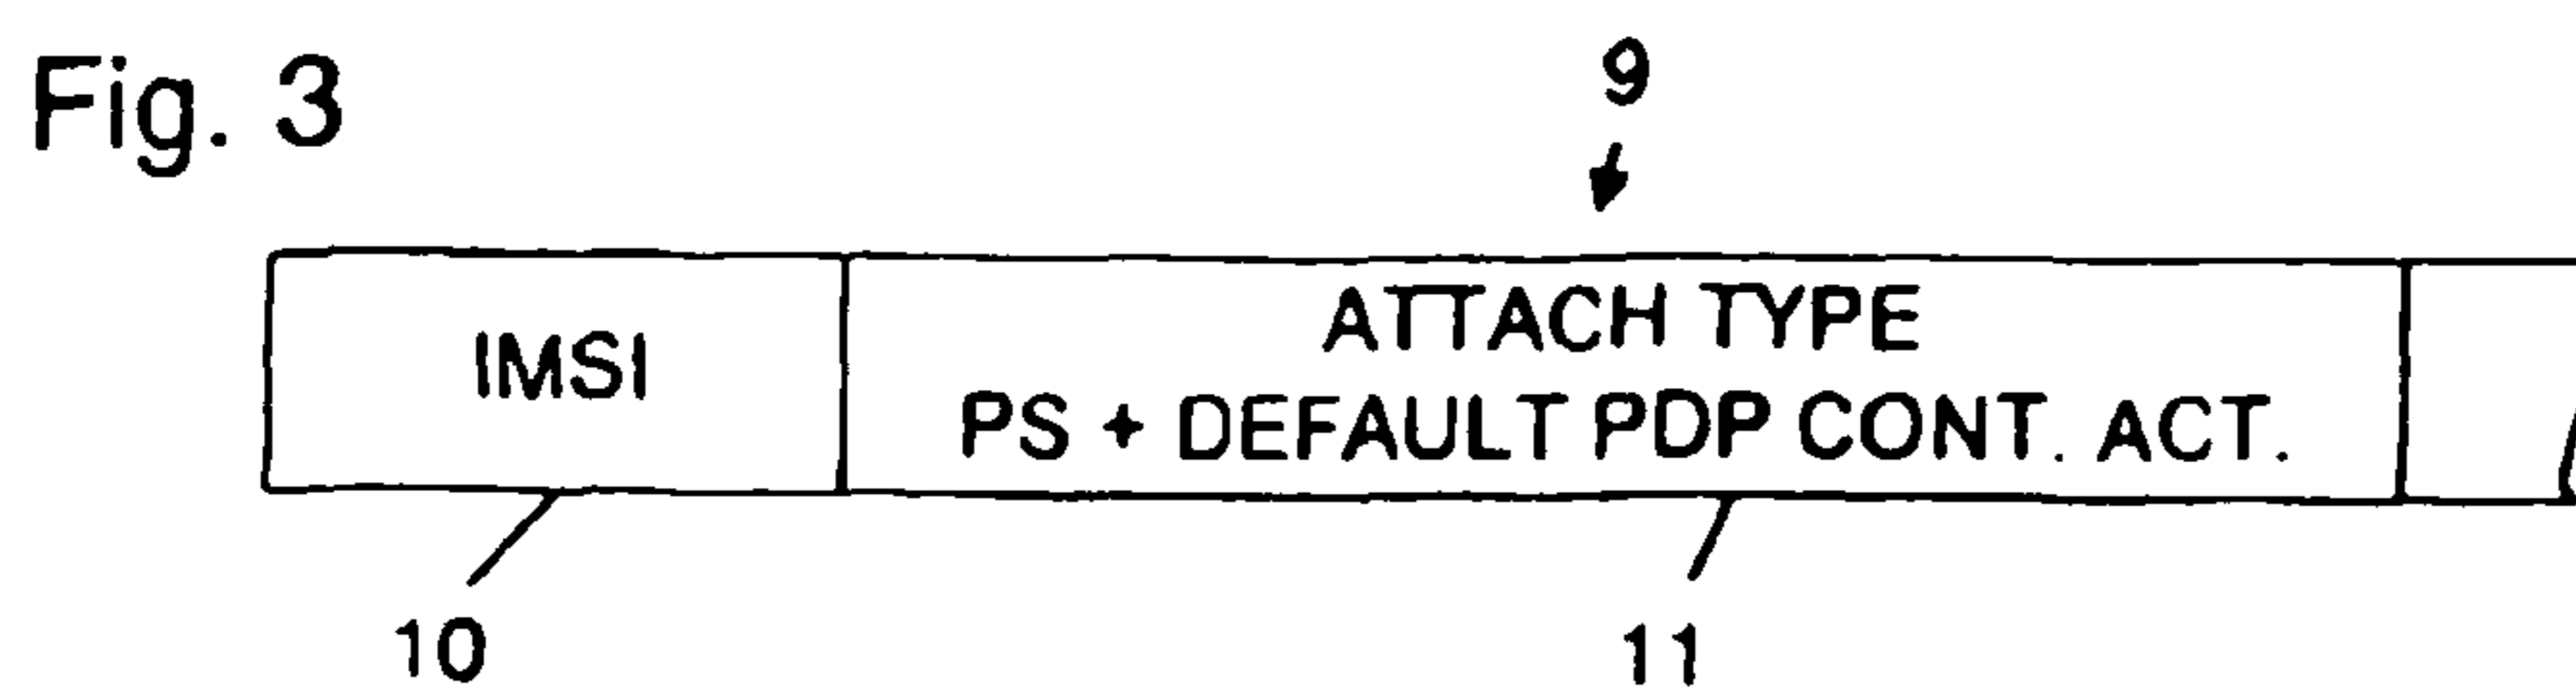 Fig. 3
9
IMSI
ATTACH TYPE
PS + DEFAULT PDP CONT. ACT.
10
11